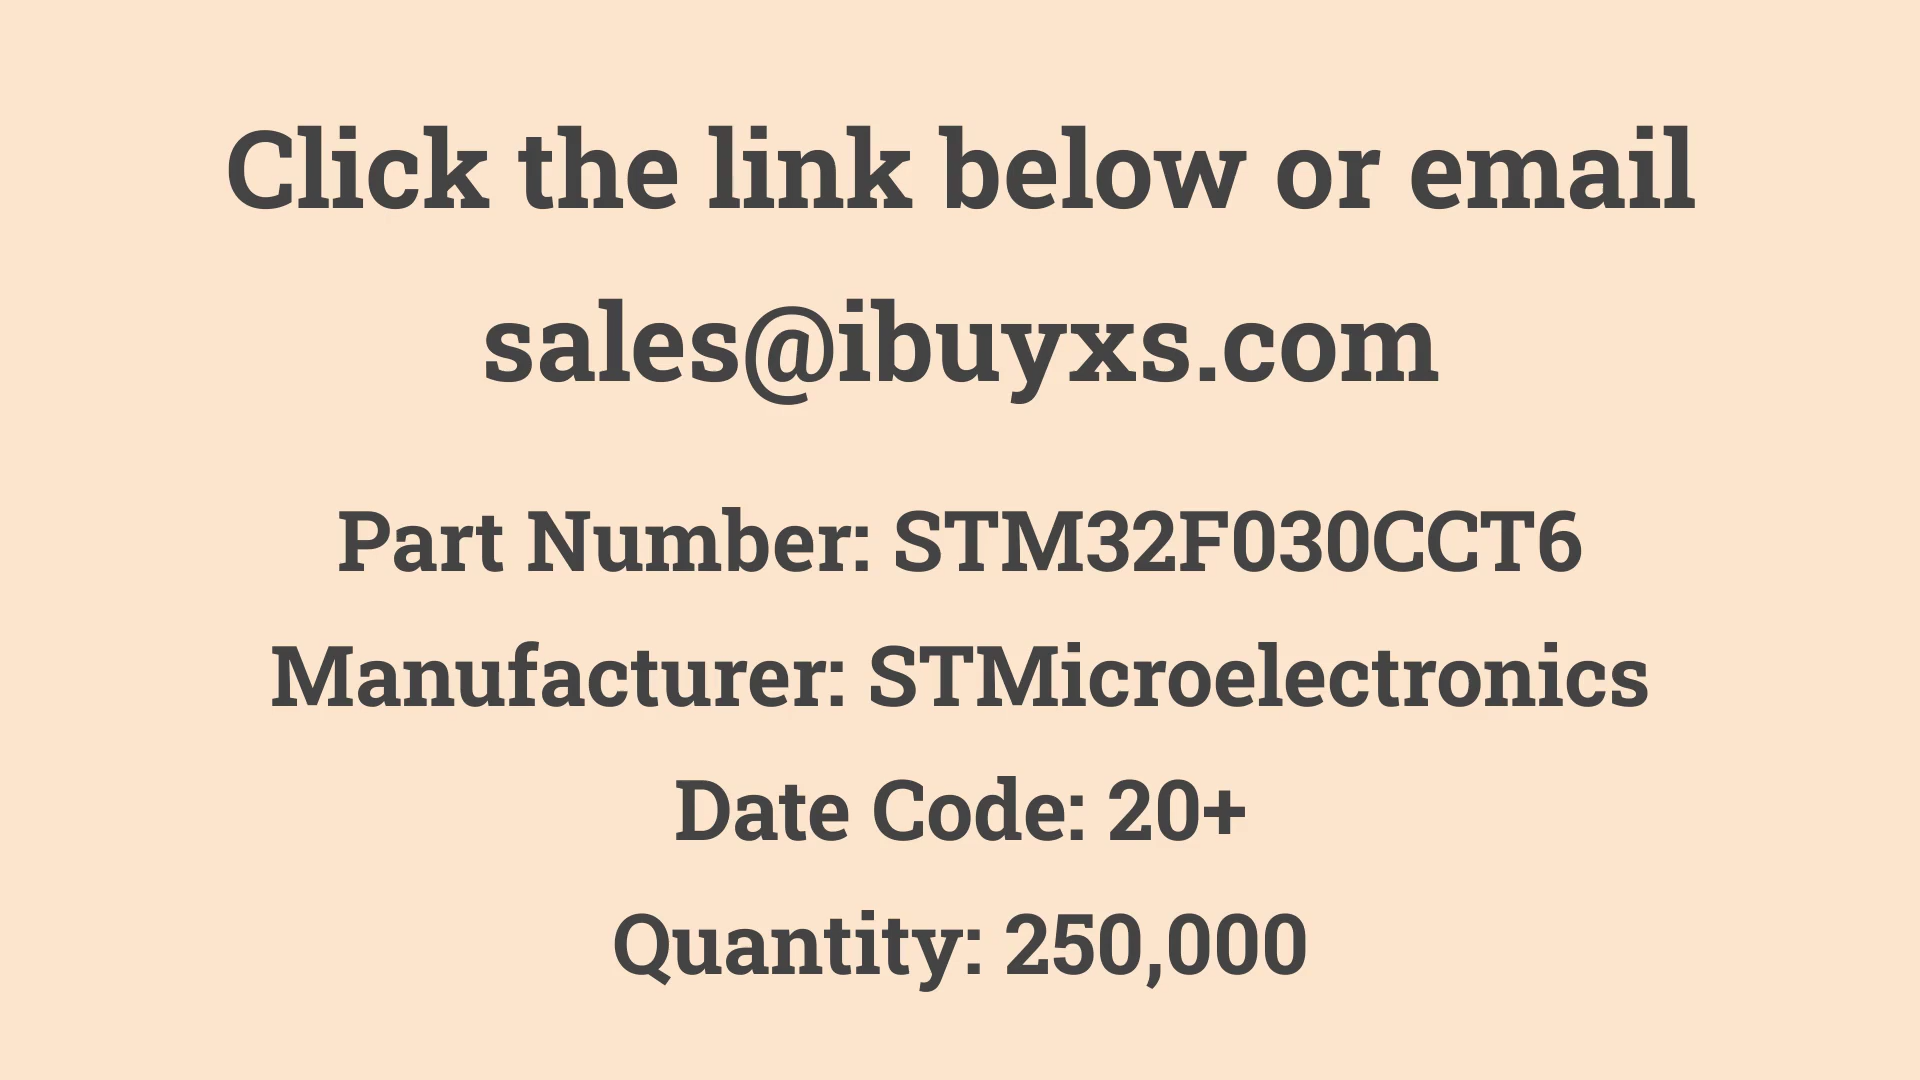 Click the link below or email
sales@ibuyxs.com
Part Number: STM32F030CCT6
Manufacturer: STMicroelectronics
Date Code: 20+
Quantity: 250,000